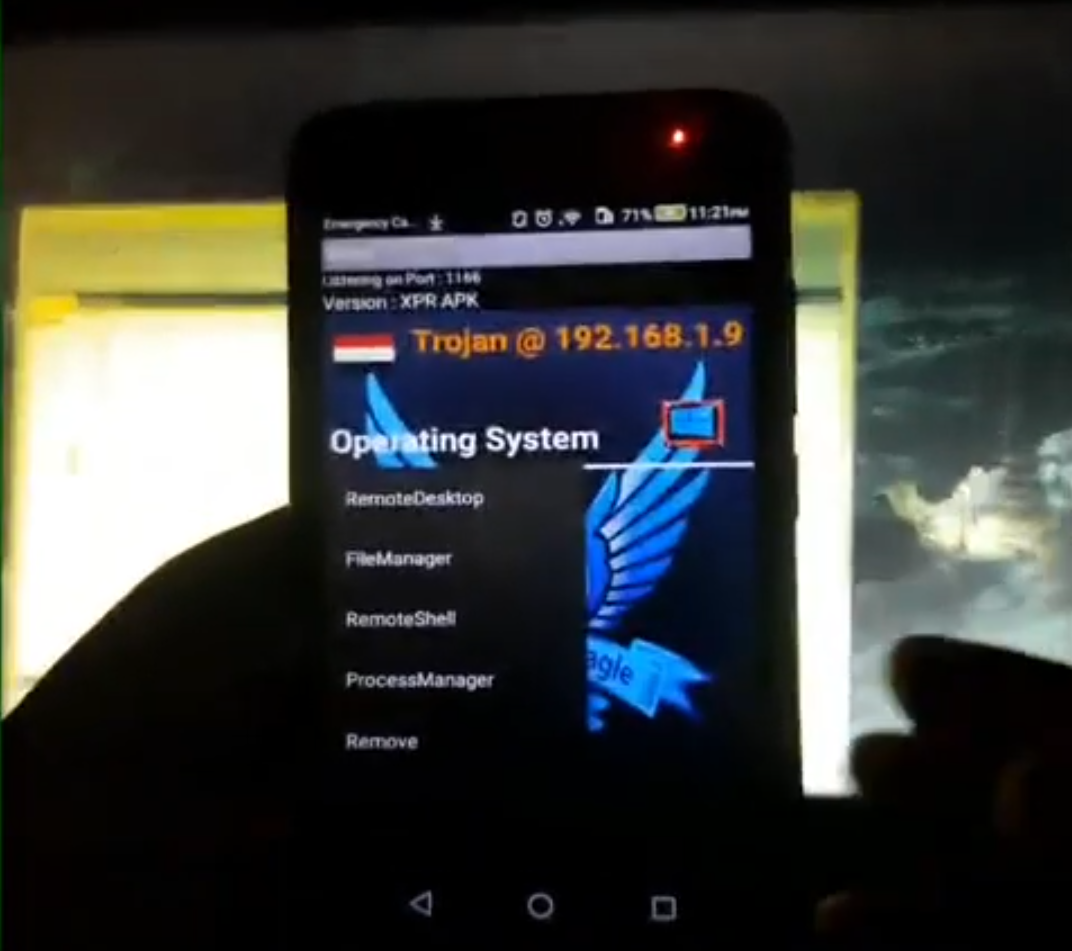 Emergency Ca... 71% 11:21PM
Listening on Port : 1166
Version : XPR APK
Trojan @ 192.168.1.9
Operating System
RemoteDesktop
FileManager
RemoteShell
agle
ProcessManager
Remove